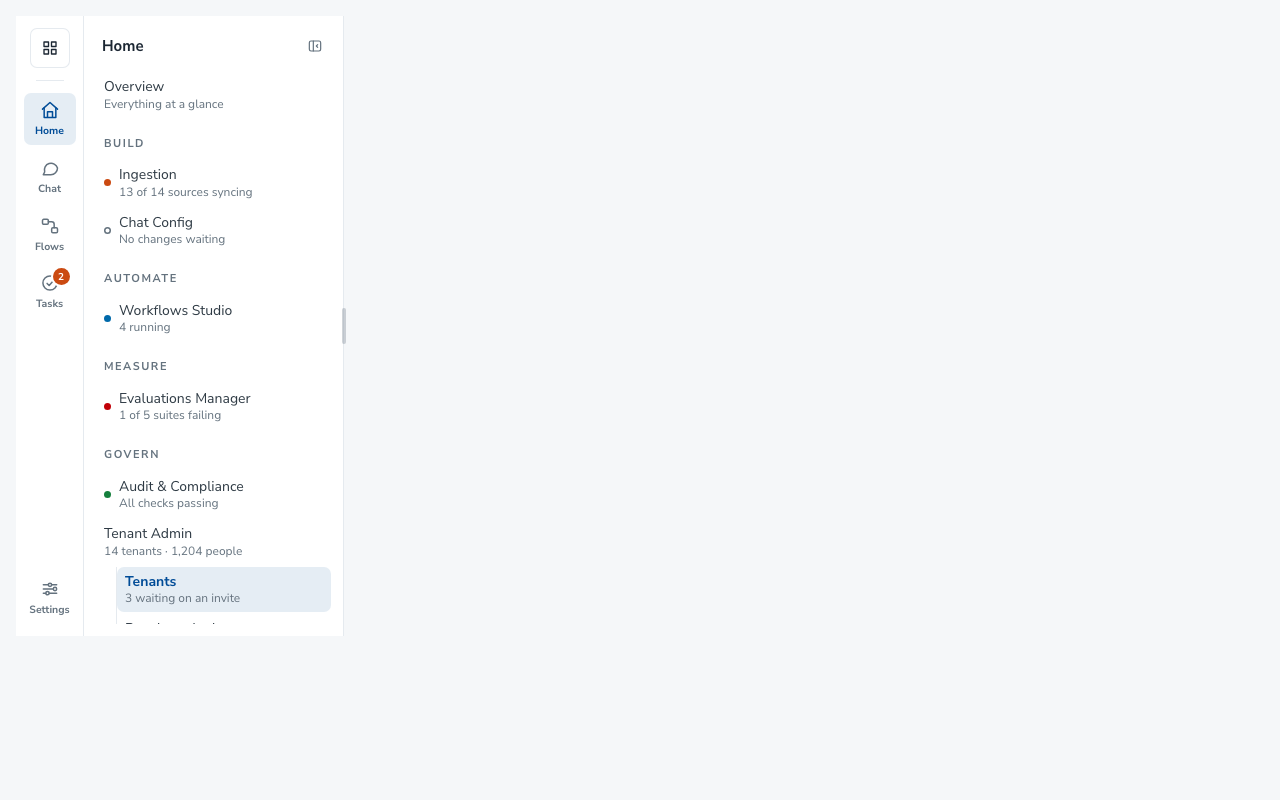 Home
Chat
Flows
2
Tasks
Settings
Home
Overview
Everything at a glance
BUILD
Ingestion
13 of 14 sources syncing
Chat Config
No changes waiting
AUTOMATE
Workflows Studio
4 running
MEASURE
Evaluations Manager
1 of 5 suites failing
GOVERN
Audit & Compliance
All checks passing
Tenant Admin
14 tenants · 1,204 people
Tenants
3 waiting on an invite